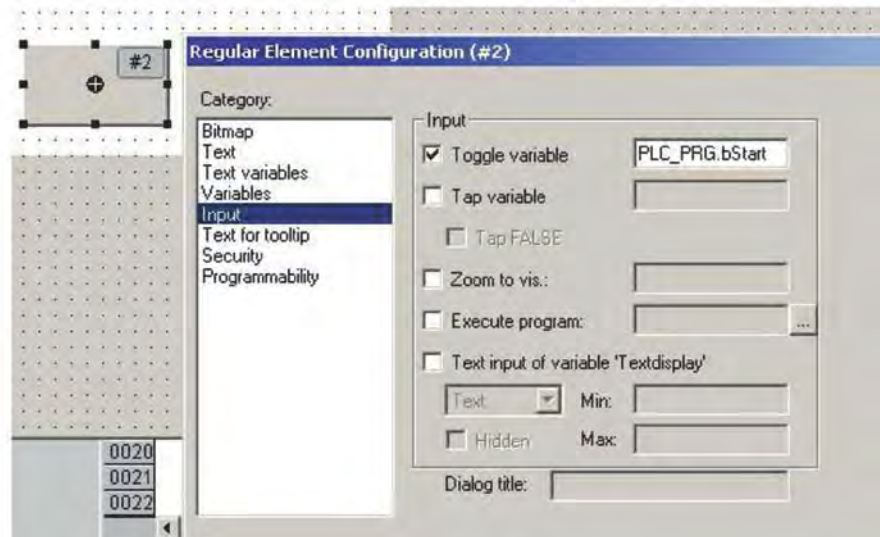 #2
Regular Element Configuration (#2)
Category:
Bitmap
Text
Text variables
Variables
Input
Text for tooltip
Security
Programmability
Input
Toggle variable PLC_PRG.bStart
Tap variable
Tap FALSE
Zoom to vis.:
Execute program: ...
Text input of variable 'Textdisplay'
Text Min:
Hidden Max:
Dialog title:
0020
0021
0022